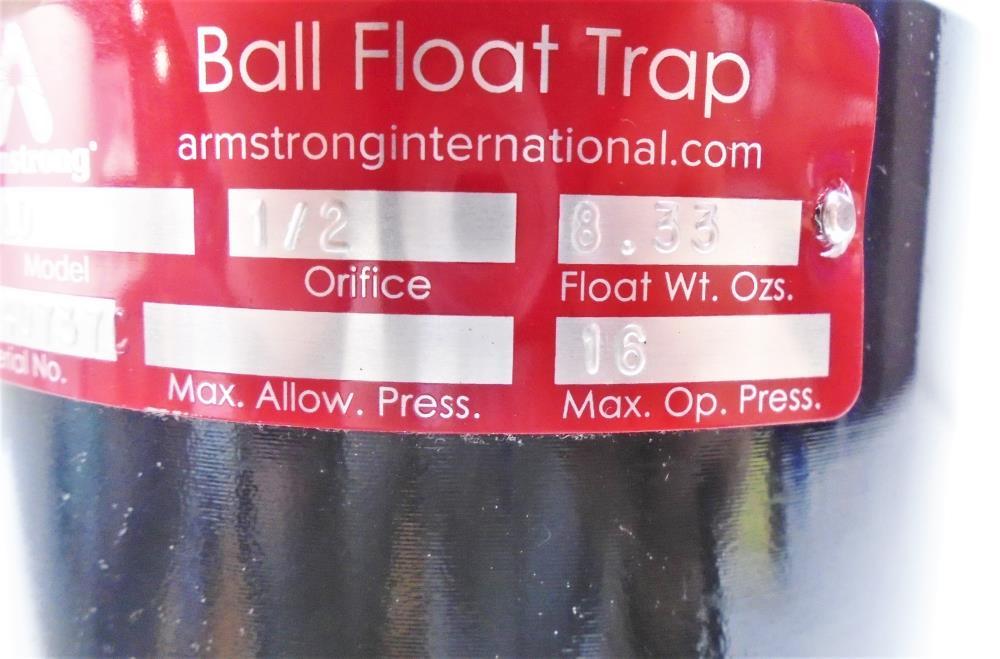 Ball Float Trap
armstronginternational.com
1/2 8.33
Model Orifice Float Wt. Ozs.
16
No. Max. Allow. Press. Max. Op. Press.